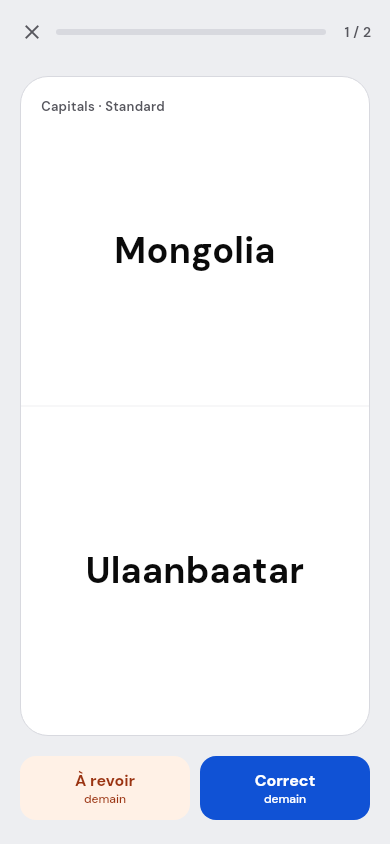 1 / 2
Capitals · Standard
Mongolia
Ulaanbaatar
À revoir
demain
Correct
demain